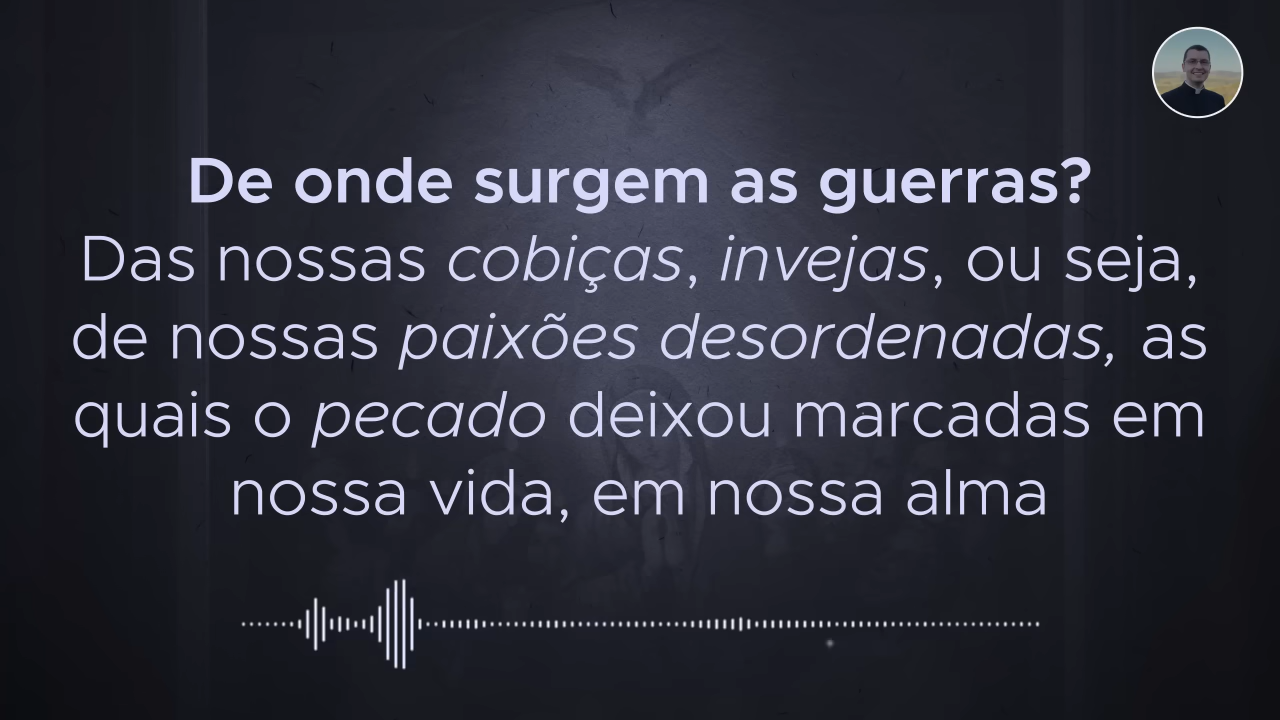 De onde surgem as guerras?
Das nossas cobiças, invejas, ou seja,
de nossas paixões desordenadas, as
quais o pecado deixou marcadas em
nossa vida, em nossa alma